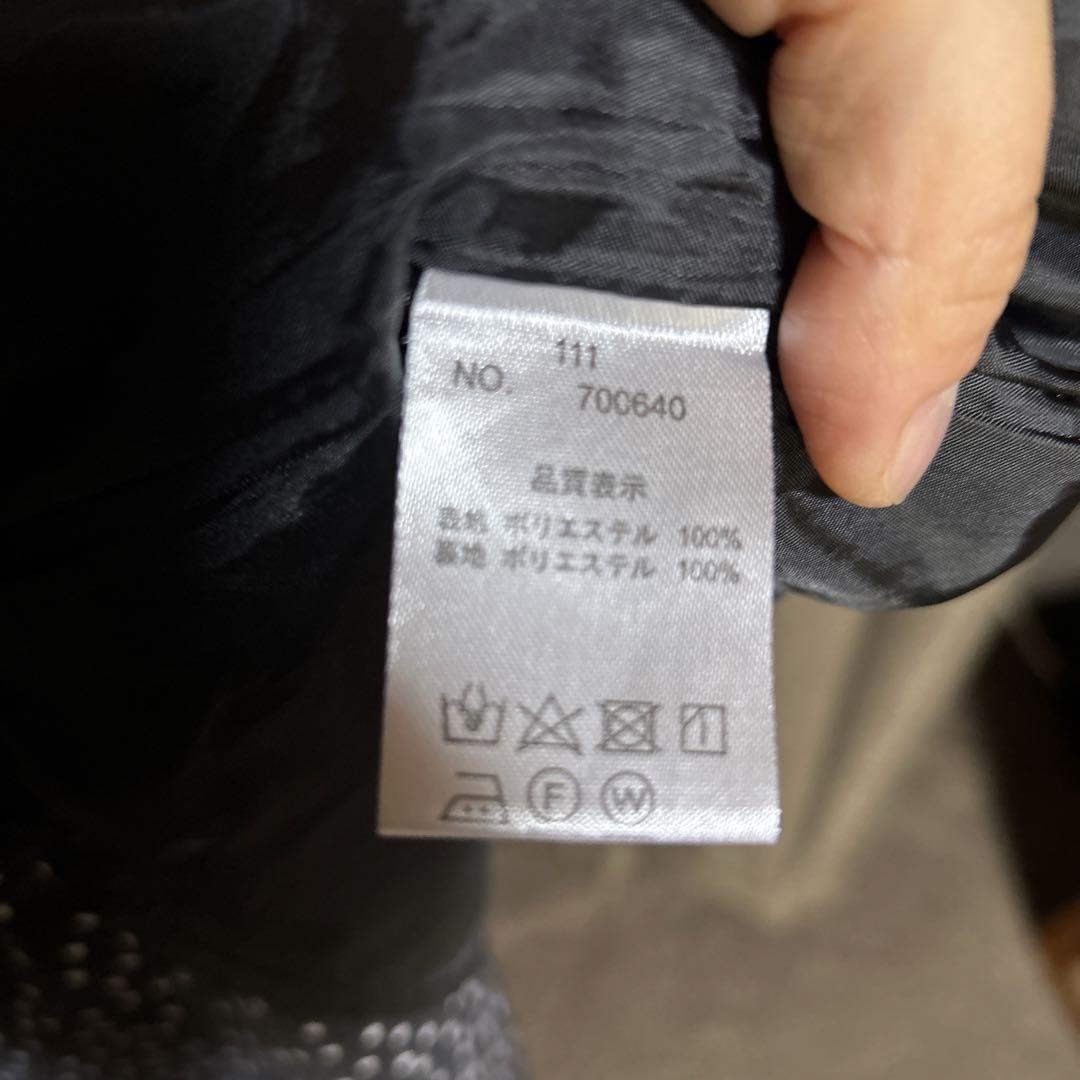 111
NO. 700640
品質表示
表地 ポリエステル 100%
裏地 ポリエステル 100%
F W